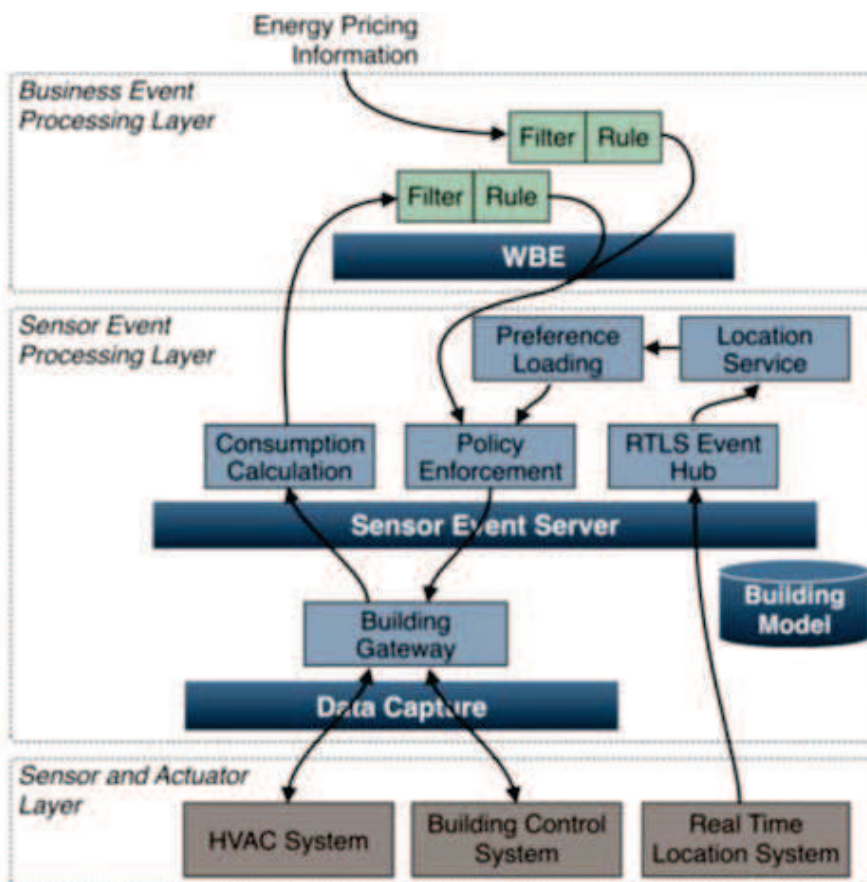 Energy Pricing
Information
Business Event
Processing Layer
Filter Rule
Filter Rule
WBE
Sensor Event
Processing Layer
Preference
Loading
Location
Service
Consumption
Calculation
Policy
Enforcement
RTLS Event
Hub
Sensor Event Server
Building
Model
Building
Gateway
Data Capture
Sensor and Actuator
Layer
HVAC System
Building Control
System
Real Time
Location System